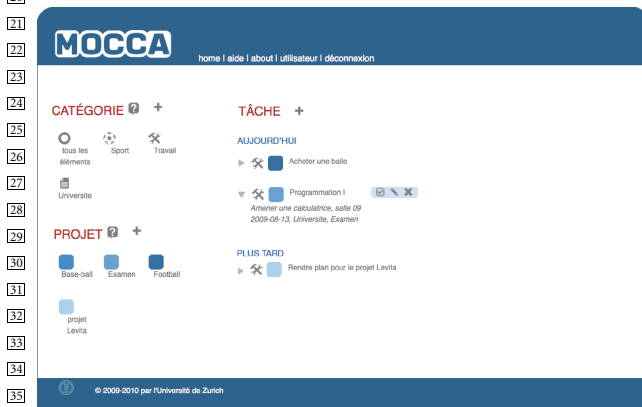 21
22
23
24
25
26
27
28
29
30
31
32
33
34
35
MOCCA
home I aide I about I utilisateur I déconnexion
CATÉGORIE ? +
tous les
éléments
Sport
Travail
Universite
PROJET ? +
Base-ball
Examen
Football
projet
Levita
TÂCHE +
AUJOURD'HUI
Acheter une balle
Programmation I
Amener une calculatrice, salle 09
2009-08-13, Universite, Examen
PLUS TARD
Rendre plan pour le projet Levita
© 2009-2010 par l'Université de Zurich